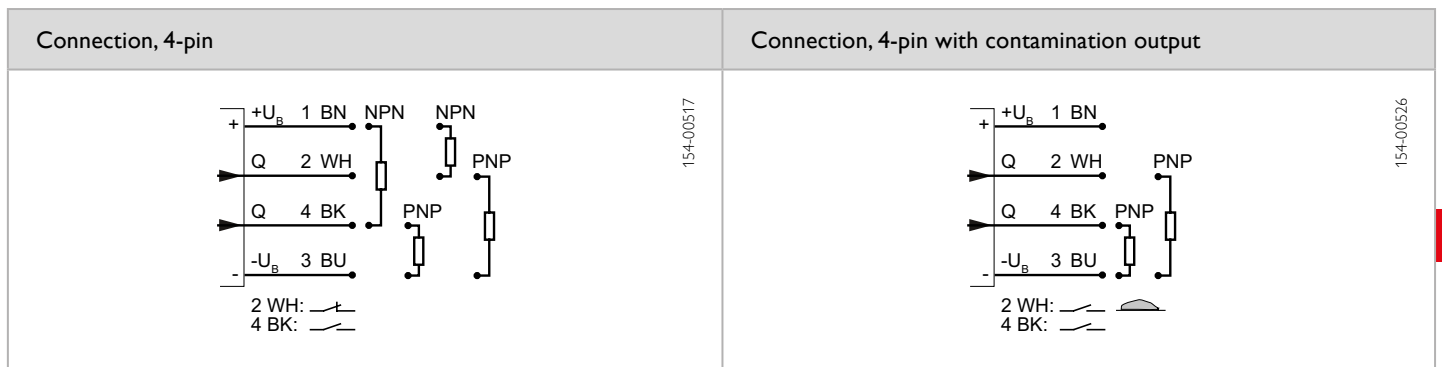 Connection, 4-pin
Connection, 4-pin with contamination output
+U_B 1 BN NPN NPN
+
Q 2 WH PNP
Q 4 BK PNP
-U_B 3 BU
-
2 WH:
4 BK:
154-00517
+U_B 1 BN
+
Q 2 WH PNP
Q 4 BK PNP
-U_B 3 BU
-
2 WH:
4 BK:
154-00526